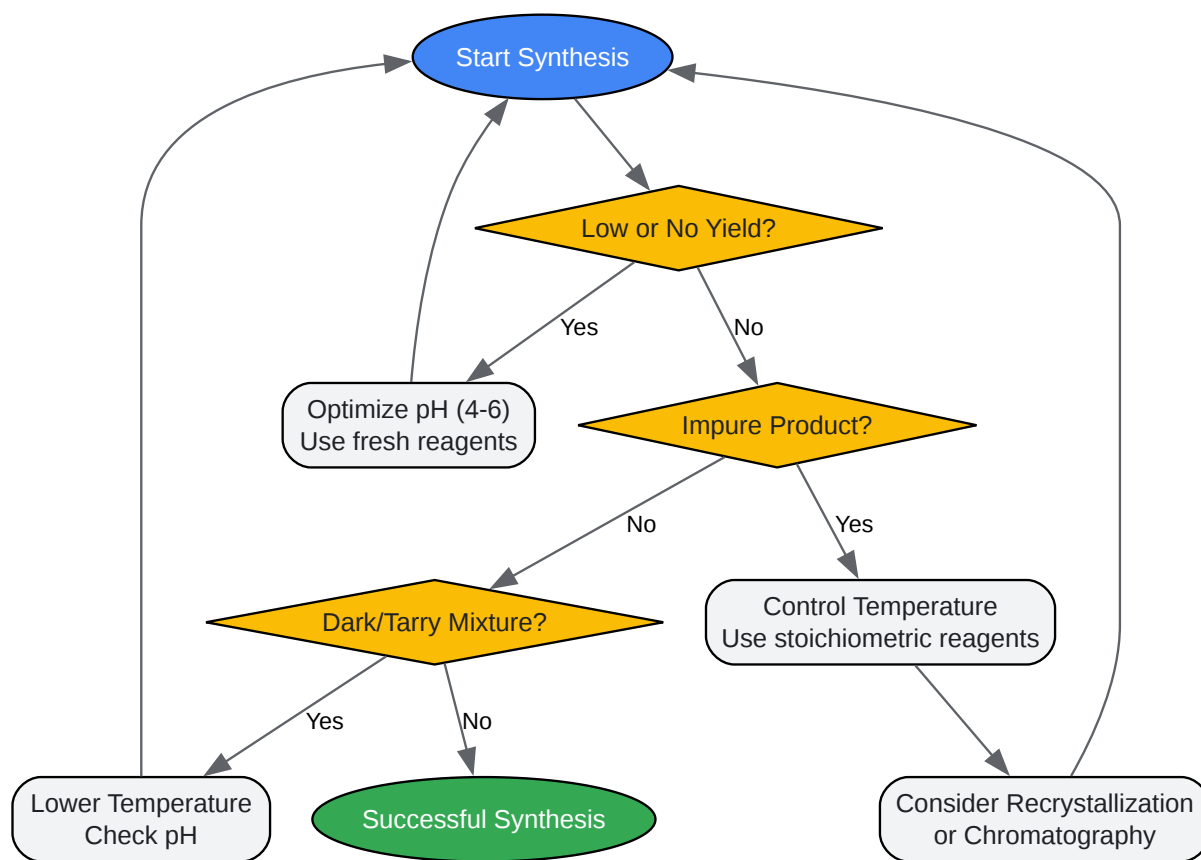 Start Synthesis
Low or No Yield?
Yes
No
Optimize pH (4-6)
Use fresh reagents
Impure Product?
No
Yes
Dark/Tarry Mixture?
Control Temperature
Use stoichiometric reagents
Yes
No
Lower Temperature
Check pH
Successful Synthesis
Consider Recrystallization
or Chromatography